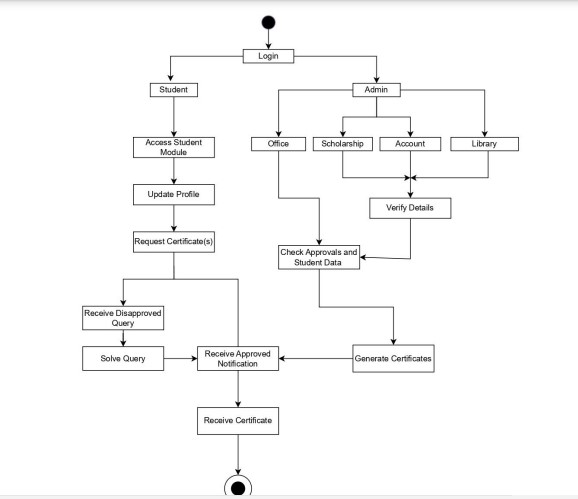 Login
Student
Admin
Access Student
Module
Office
Scholarship
Account
Library
Update Profile
Verify Details
Request Certificate(s)
Check Approvals and
Student Data
Receive Disapproved
Query
Solve Query
Receive Approved
Notification
Generate Certificates
Receive Certificate